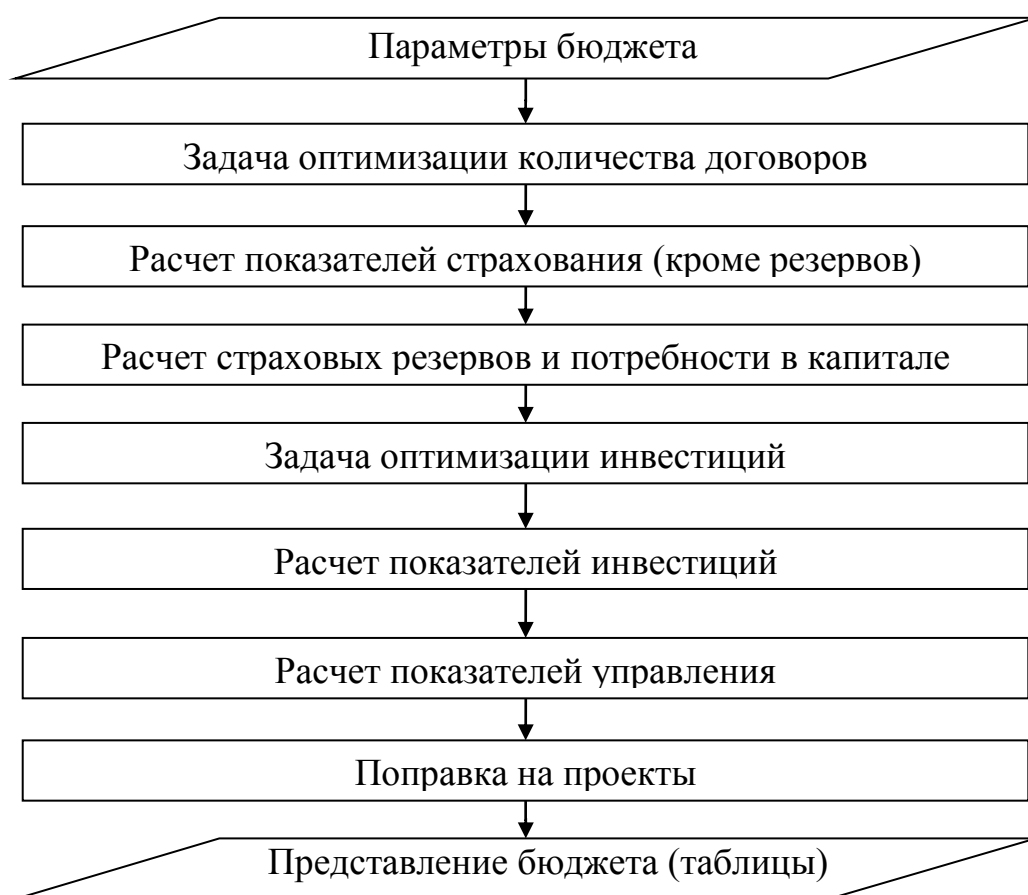 Параметры бюджета
Задача оптимизации количества договоров
Расчет показателей страхования (кроме резервов)
Расчет страховых резервов и потребности в капитале
Задача оптимизации инвестиций
Расчет показателей инвестиций
Расчет показателей управления
Поправка на проекты
Представление бюджета (таблицы)